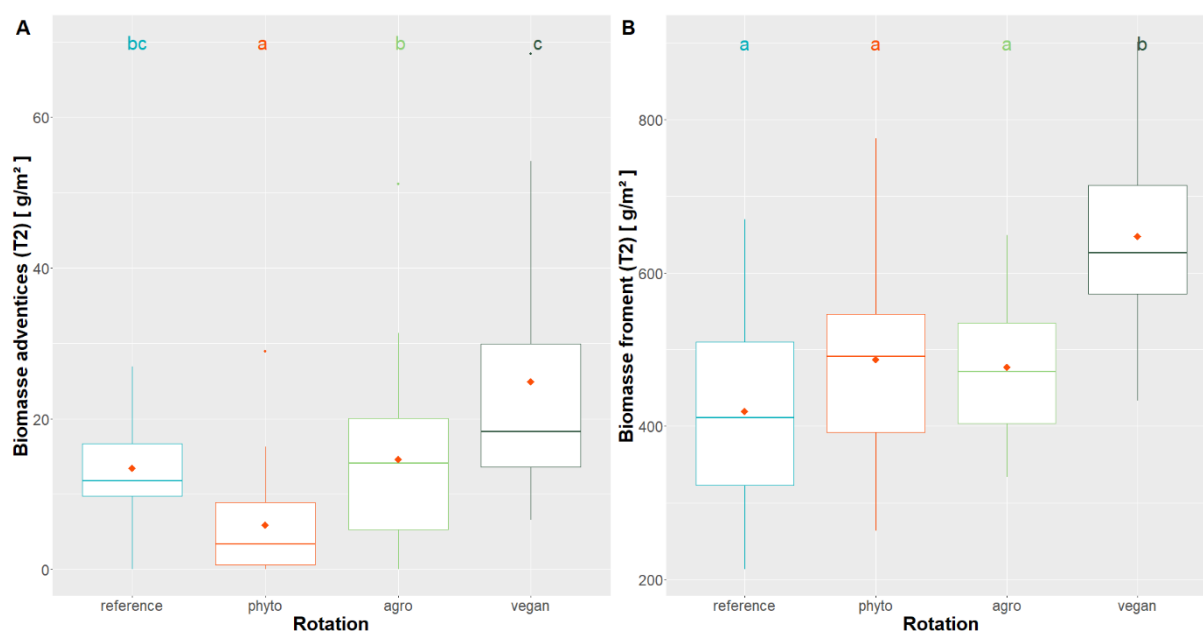 A
bc a b c
60
40
20
0
Biomasse adventices (T2) [ g/m² ]
reference phyto agro vegan
Rotation
B
a a a b
800
600
400
200
Biomasse froment (T2) [ g/m² ]
reference phyto agro vegan
Rotation